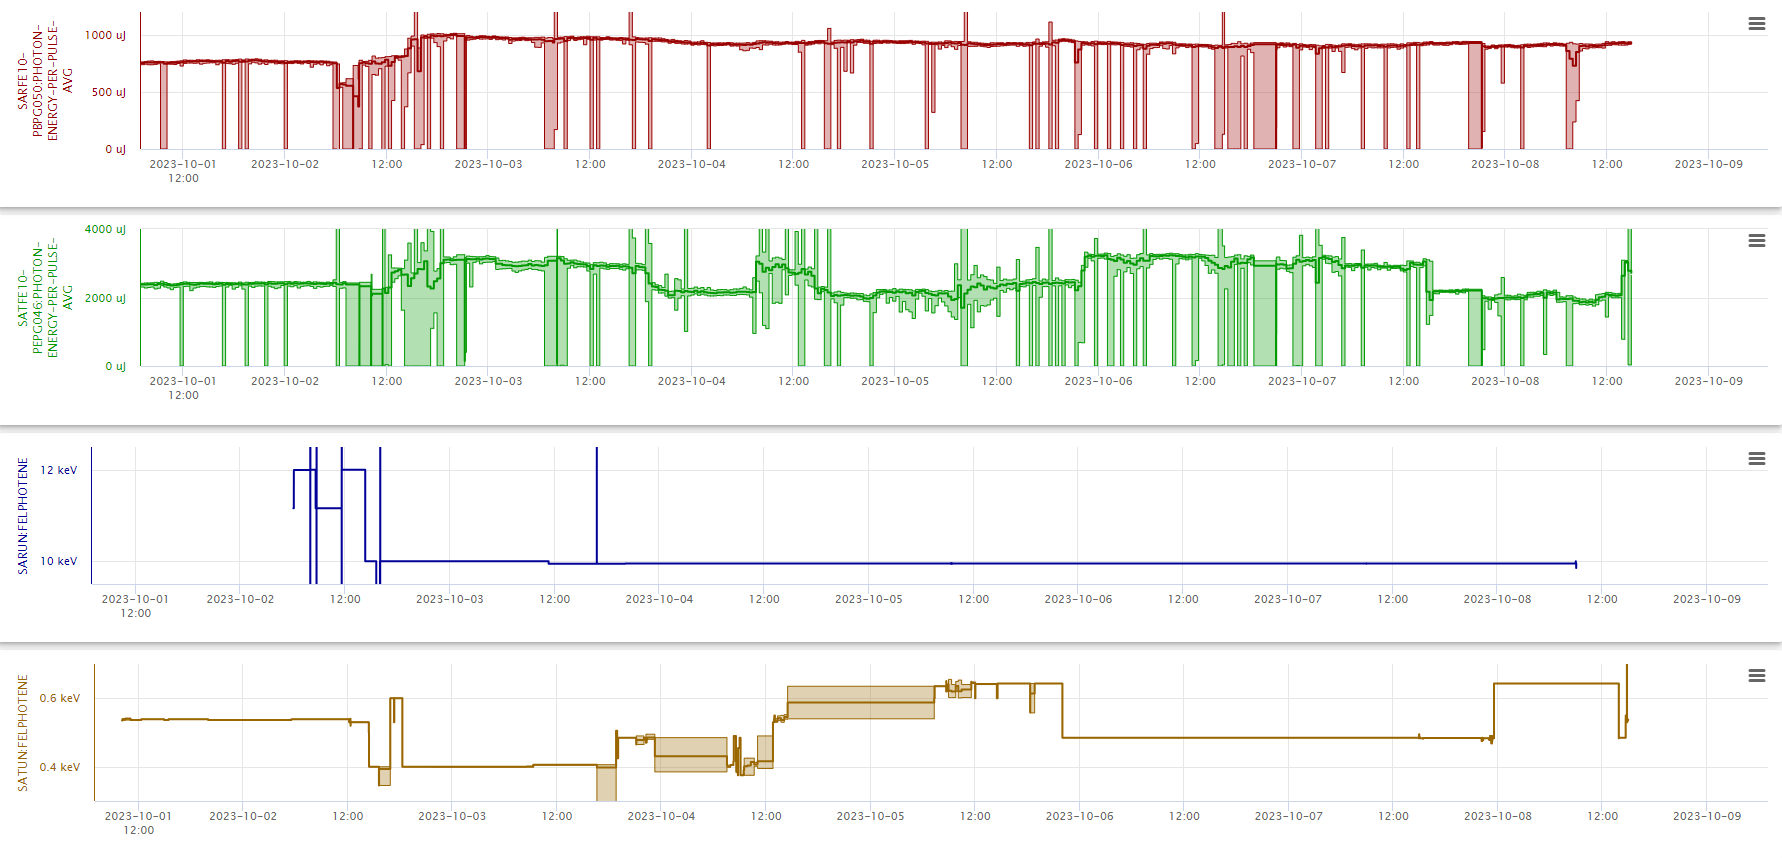 SARFE10-
PBPG050:PHOTON-
ENERGY-PER-PULSE-
AVG
1000 uJ
500 uJ
0 uJ
2023-10-01 2023-10-02 12:00 2023-10-03 12:00 2023-10-04 12:00 2023-10-05 12:00 2023-10-06 12:00 2023-10-07 12:00 2023-10-08 12:00 2023-10-09
12:00
SATFE10-
PEPG046:PHOTON-
ENERGY-PER-PULSE-
AVG
4000 uJ
2000 uJ
0 uJ
2023-10-01 2023-10-02 12:00 2023-10-03 12:00 2023-10-04 12:00 2023-10-05 12:00 2023-10-06 12:00 2023-10-07 12:00 2023-10-08 12:00 2023-10-09
12:00
SARUN:FELPHOTENE
12 keV
10 keV
2023-10-01 2023-10-02 12:00 2023-10-03 12:00 2023-10-04 12:00 2023-10-05 12:00 2023-10-06 12:00 2023-10-07 12:00 2023-10-08 12:00 2023-10-09
12:00
SATUN:FELPHOTENE
0.6 keV
0.4 keV
2023-10-01 2023-10-02 12:00 2023-10-03 12:00 2023-10-04 12:00 2023-10-05 12:00 2023-10-06 12:00 2023-10-07 12:00 2023-10-08 12:00 2023-10-09
12:00